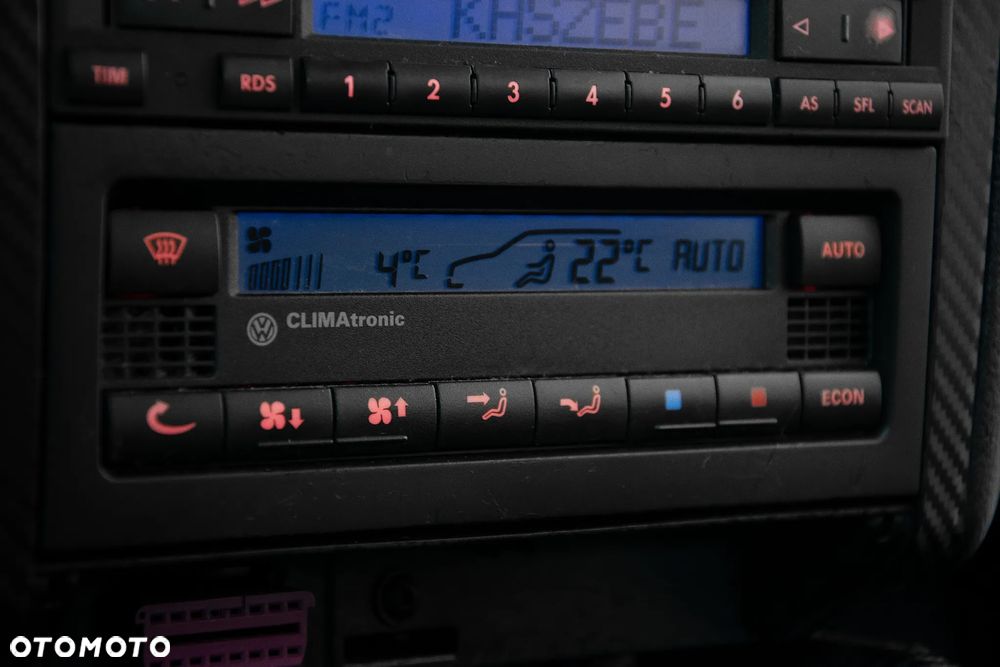 FM2 KASZEBE
TIME RDS 1 2 3 4 5 6 AS SFL SCAN
4°C 22°C AUTO AUTO
CLIMAtronic
ECON
OTOMOTO